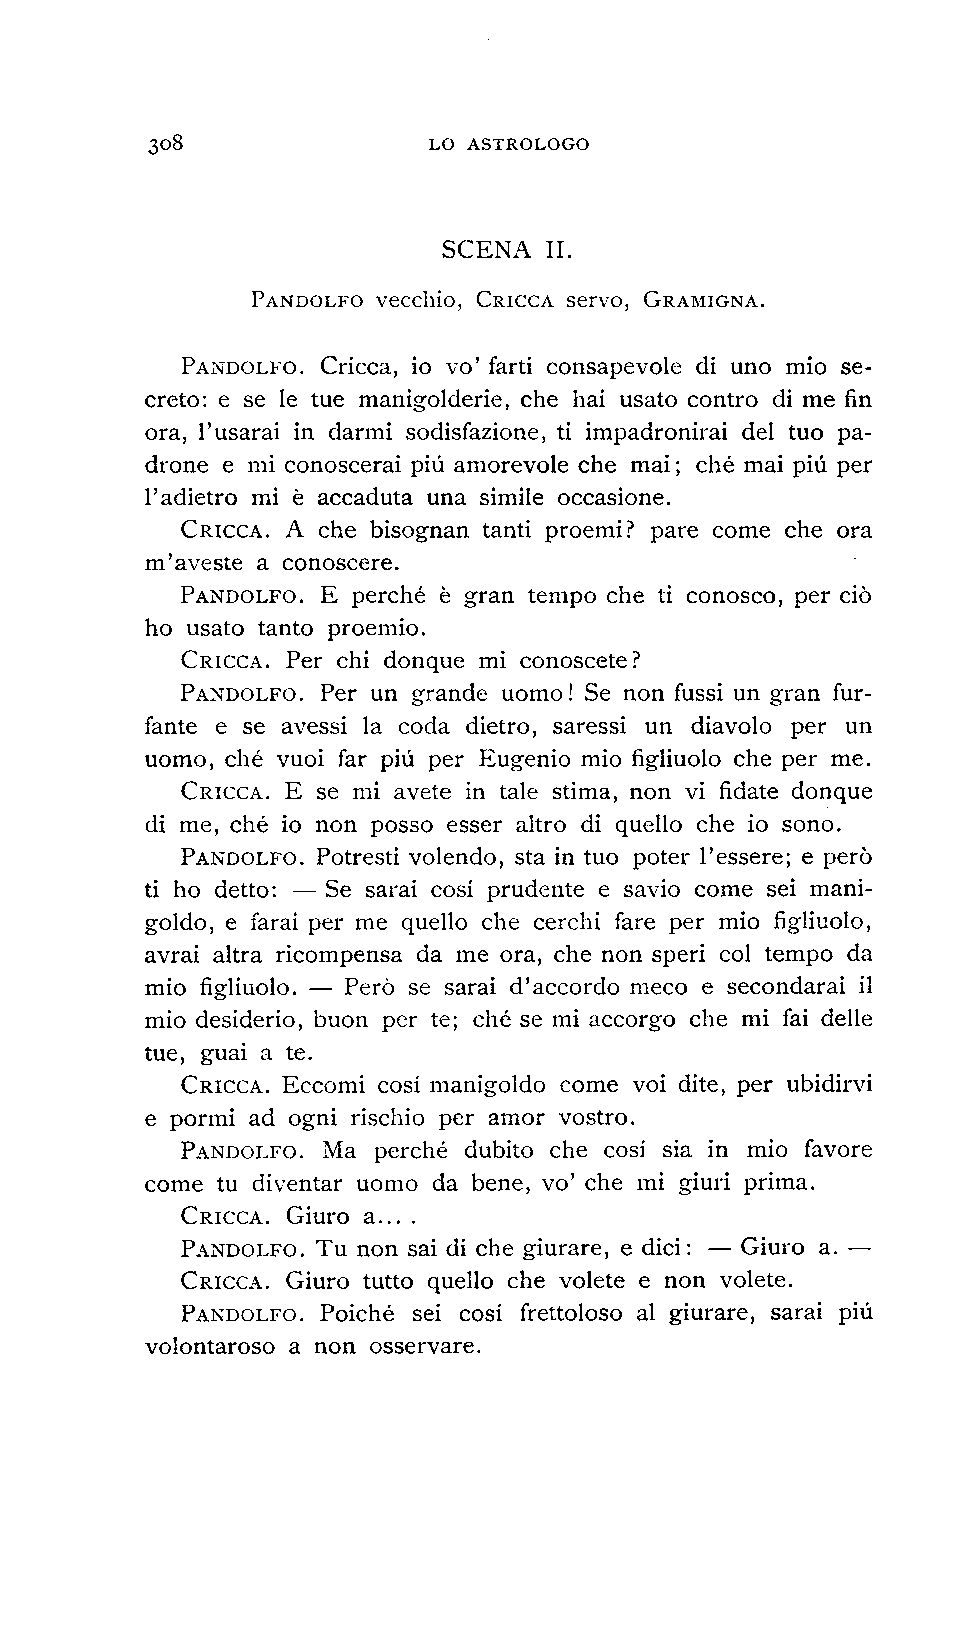 308 LO ASTROLOGO
SCENA II.
PANDOLFO vecchio, CRICCA servo, GRAMIGNA.
PANDOLFO. Cricca, io vo' farti consapevole di uno mio se-
creto: e se le tue manigolderie, che hai usato contro di me fin
ora, l'usarai in darmi sodisfazione, ti impadronirai del tuo pa-
drone e mi conoscerai piú amorevole che mai; ché mai piú per
l'adietro mi è accaduta una simile occasione.
CRICCA. A che bisognan tanti proemi? pare come che ora
m'aveste a conoscere.
PANDOLFO. E perché è gran tempo che ti conosco, per ciò
ho usato tanto proemio.
CRICCA. Per chi donque mi conoscete?
PANDOLFO. Per un grande uomo! Se non fussi un gran fur-
fante e se avessi la coda dietro, saressi un diavolo per un
uomo, ché vuoi far piú per Eugenio mio figliuolo che per me.
CRICCA. E se mi avete in tale stima, non vi fidate donque
di me, ché io non posso esser altro di quello che io sono.
PANDOLFO. Potresti volendo, sta in tuo poter l'essere; e però
ti ho detto: — Se sarai cosí prudente e savio come sei mani-
goldo, e farai per me quello che cerchi fare per mio figliuolo,
avrai altra ricompensa da me ora, che non speri col tempo da
mio figliuolo. — Però se sarai d'accordo meco e secondarai il
mio desiderio, buon per te; ché se mi accorgo che mi fai delle
tue, guai a te.
CRICCA. Eccomi cosí manigoldo come voi dite, per ubidirvi
e pormi ad ogni rischio per amor vostro.
PANDOLFO. Ma perché dubito che cosí sia in mio favore
come tu diventar uomo da bene, vo' che mi giuri prima.
CRICCA. Giuro a... .
PANDOLFO. Tu non sai di che giurare, e dici: — Giuro a. —
CRICCA. Giuro tutto quello che volete e non volete.
PANDOLFO. Poiché sei cosí frettoloso al giurare, sarai piú
volontaroso a non osservare.